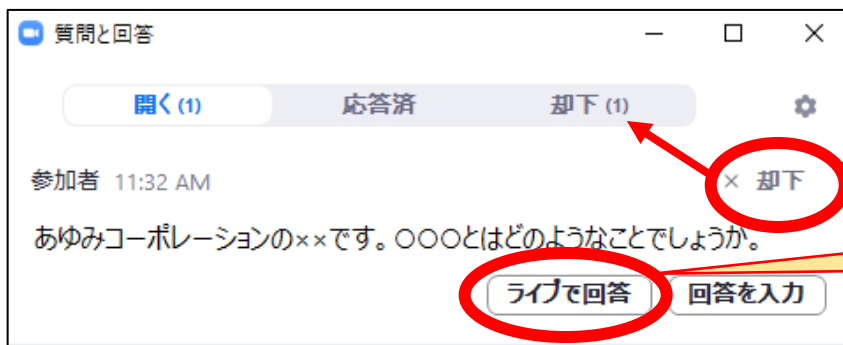 質問と回答
開く (1) 応答済 却下 (1)
参加者 11:32 AM × 却下
あゆみコーポレーションの××です。〇〇〇とはどのようなことでしょうか。
ライブで回答 回答を入力